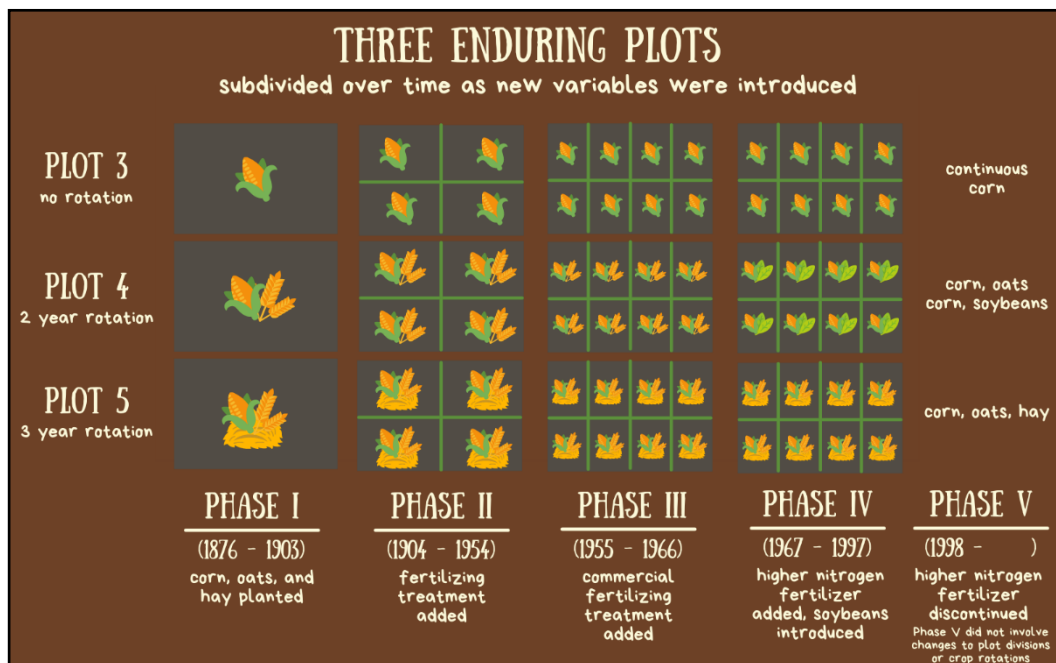 THREE ENDURING PLOTS
subdivided over time as new variables were introduced
PLOT 3
no rotation
continuous
corn
PLOT 4
2 year rotation
corn, oats
corn, soybeans
PLOT 5
3 year rotation
corn, oats, hay
PHASE I
(1876 - 1903)
corn, oats, and
hay planted
PHASE II
(1904 - 1954)
fertilizing
treatment
added
PHASE III
(1955 - 1966)
commercial
fertilizing
treatment
added
PHASE IV
(1967 - 1997)
higher nitrogen
fertilizer
added, soybeans
introduced
PHASE V
(1998 -      )
higher nitrogen
fertilizer
discontinued
Phase V did not involve
changes to plot divisions
or crop rotations